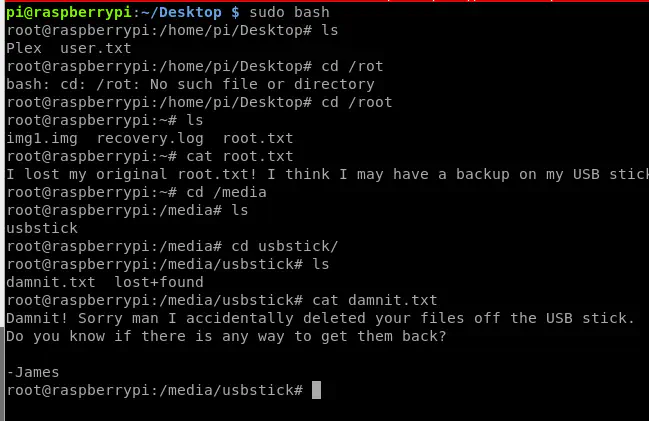 pi@raspberrypi:~/Desktop $ sudo bash
root@raspberrypi:/home/pi/Desktop# ls
Plex  user.txt
root@raspberrypi:/home/pi/Desktop# cd /rot
bash: cd: /rot: No such file or directory
root@raspberrypi:/home/pi/Desktop# cd /root
root@raspberrypi:~# ls
img1.img  recovery.log  root.txt
root@raspberrypi:~# cat root.txt
I lost my original root.txt! I think I may have a backup on my USB stick
root@raspberrypi:~# cd /media
root@raspberrypi:/media# ls
usbstick
root@raspberrypi:/media# cd usbstick/
root@raspberrypi:/media/usbstick# ls
damnit.txt  lost+found
root@raspberrypi:/media/usbstick# cat damnit.txt
Damnit! Sorry man I accidentally deleted your files off the USB stick.
Do you know if there is any way to get them back?
-James
root@raspberrypi:/media/usbstick#